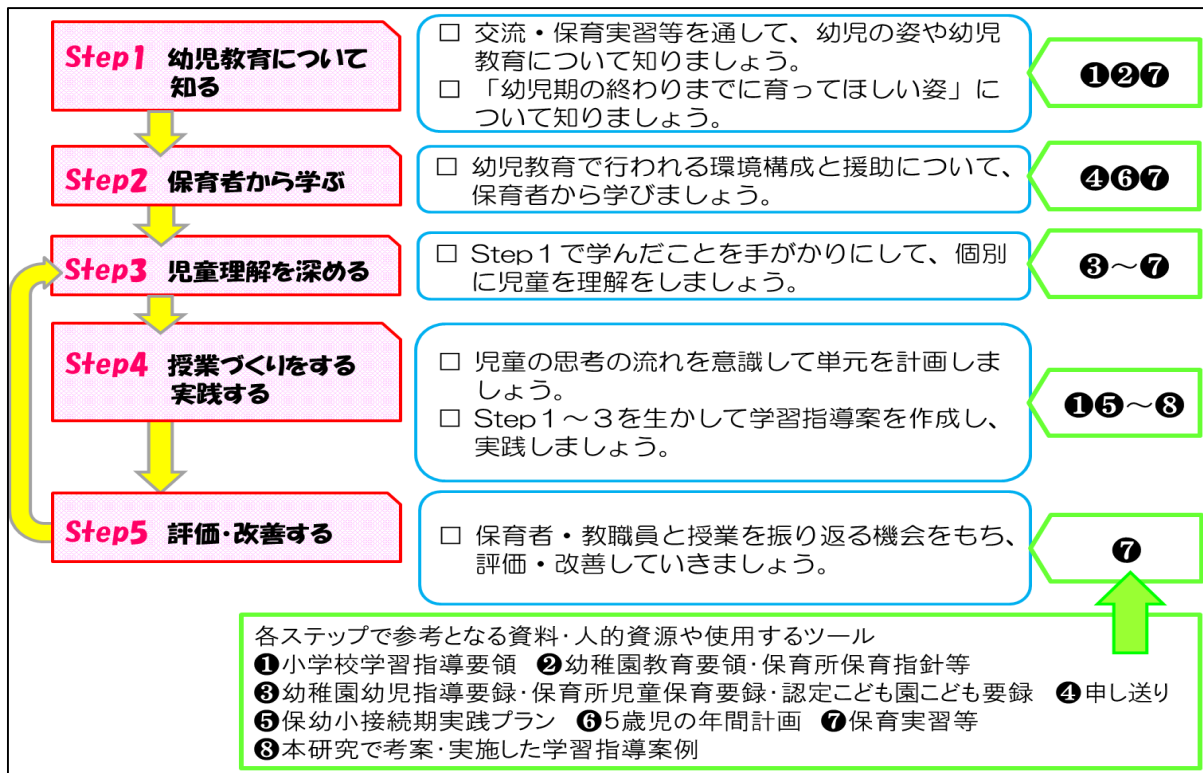 Step1 幼児教育について
知る
□ 交流・保育実習等を通して、幼児の姿や幼児
教育について知りましょう。
□ 「幼児期の終わりまでに育ってほしい姿」に
ついて知りましょう。
❶❷❼
Step2 保育者から学ぶ
□ 幼児教育で行われる環境構成と援助について、
保育者から学びましょう。
❹❻❼
Step3 児童理解を深める
□ Step1で学んだことを手がかりにして、個別
に児童を理解をしましょう。
❸～❼
Step4 授業づくりをする
実践する
□ 児童の思考の流れを意識して単元を計画しま
しょう。
□ Step1～3を生かして学習指導案を作成し、
実践しましょう。
❶❺～❽
Step5 評価・改善する
□ 保育者・教職員と授業を振り返る機会をもち、
評価・改善していきましょう。
❼
各ステップで参考となる資料・人的資源や使用するツール
❶小学校学習指導要領 ❷幼稚園教育要領・保育所保育指針等
❸幼稚園幼児指導要録・保育所児童保育要録・認定こども園こども要録 ❹申し送り
❺保幼小接続期実践プラン ❻5歳児の年間計画 ❼保育実習等
❽本研究で考案・実施した学習指導案例